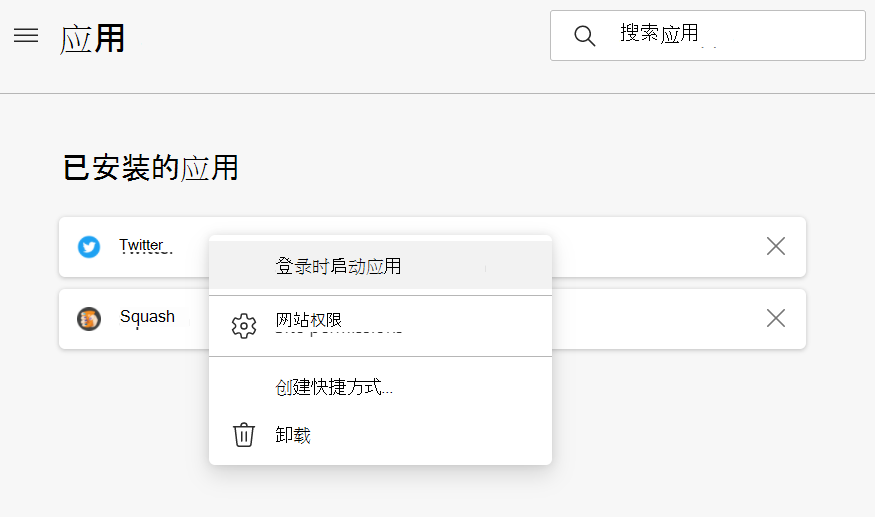 应用
搜索应用
已安装的应用
Twitter
登录时启动应用
Squash
网站权限
创建快捷方式...
卸载